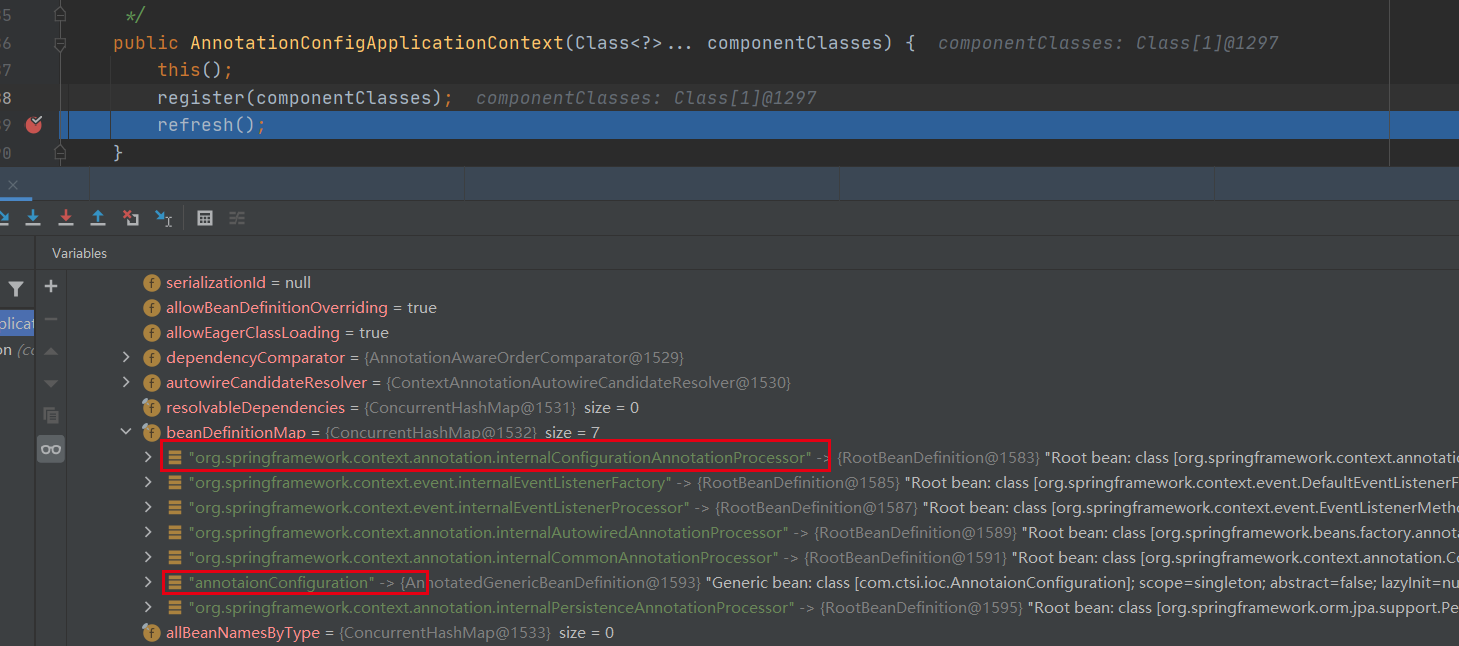 35 */
36 public AnnotationConfigApplicationContext(Class<?>... componentClasses) { componentClasses: Class[1]@1297
37 this();
38 register(componentClasses); componentClasses: Class[1]@1297
39 refresh();
}
Variables
serializationId = null
allowBeanDefinitionOverriding = true
plicat
allowEagerClassLoading = true
on (co
dependencyComparator = {AnnotationAwareOrderComparator@1529}
autowireCandidateResolver = {ContextAnnotationAutowireCandidateResolver@1530}
resolvableDependencies = {ConcurrentHashMap@1531} size = 0
beanDefinitionMap = {ConcurrentHashMap@1532} size = 7
"org.springframework.context.annotation.internalConfigurationAnnotationProcessor" -> {RootBeanDefinition@1583} "Root bean: class [org.springframework.context.annotatio
"org.springframework.context.event.internalEventListenerFactory" -> {RootBeanDefinition@1585} "Root bean: class [org.springframework.context.event.DefaultEventListenerF
"org.springframework.context.event.internalEventListenerProcessor" -> {RootBeanDefinition@1587} "Root bean: class [org.springframework.context.event.EventListenerMetho
"org.springframework.context.annotation.internalAutowiredAnnotationProcessor" -> {RootBeanDefinition@1589} "Root bean: class [org.springframework.beans.factory.annota
"org.springframework.context.annotation.internalCommonAnnotationProcessor" -> {RootBeanDefinition@1591} "Root bean: class [org.springframework.context.annotation.Co
"annotaionConfiguration" -> {AnnotatedGenericBeanDefinition@1593} "Generic bean: class [com.ctsi.ioc.AnnotaionConfiguration]; scope=singleton; abstract=false; lazyInit=nu
"org.springframework.context.annotation.internalPersistenceAnnotationProcessor" -> {RootBeanDefinition@1595} "Root bean: class [org.springframework.orm.jpa.support.Pe
allBeanNamesByType = {ConcurrentHashMap@1533} size = 0